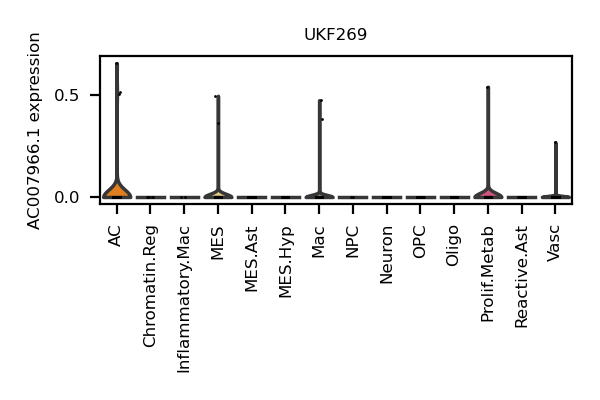 UKF269
AC007966.1 expression
0.5
0.0
AC
Chromatin.Reg
Inflammatory.Mac
MES
MES.Ast
MES.Hyp
Mac
NPC
Neuron
OPC
Oligo
Prolif.Metab
Reactive.Ast
Vasc